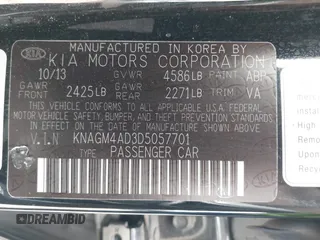 MANUFACTURED IN KOREA BY
KIA KIA MOTORS CORPORATION
10/13 GVWR 4586LB PAINT ABP
GAWR FRONT 2425LB GAWR REAR 2271LB TRIM VA
THIS VEHICLE CONFORMS TO ALL APPLICABLE
FEDERAL MOTOR VEHICLE SAFETY, BUMPER,
AND THEFT PREVENTION STANDARDS IN EFFECT
ON THE DATE OF MANUFACTURE SHOWN ABOVE.
V.I.N KNAGM4AD3D5057701
PASSENGER CAR
KIA
DREAMBID